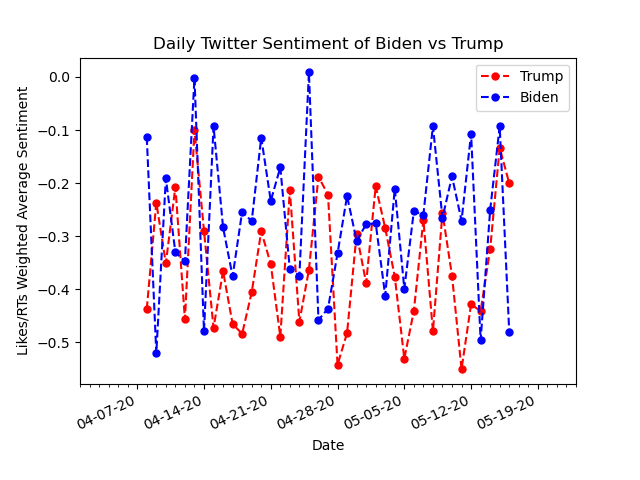 Daily Twitter Sentiment of Biden vs Trump
Trump
Biden
Likes/RTs Weighted Average Sentiment
0.0
−0.1
−0.2
−0.3
−0.4
−0.5
04-07-20
04-14-20
04-21-20
04-28-20
05-05-20
05-12-20
05-19-20
Date